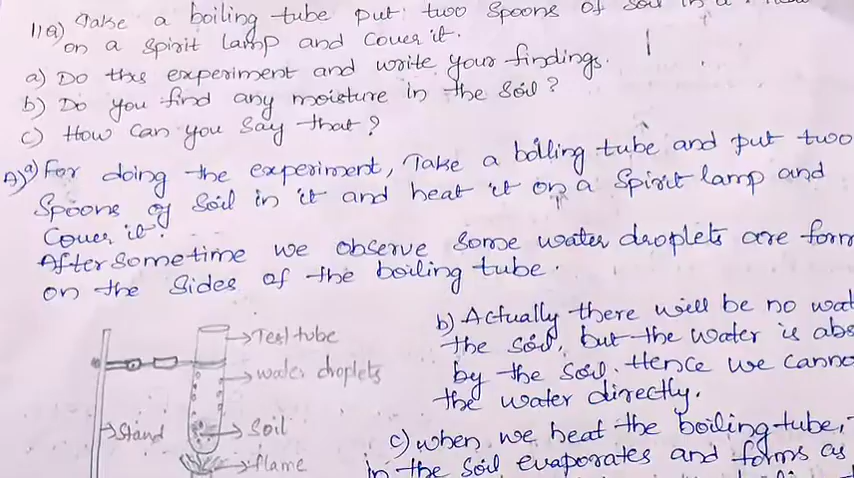 11a) Take a boiling tube put two spoons of soil in
on a spirit lamp and cover it.
a) Do this experiment and write your findings.
b) Do you find any moisture in the soil?
c) How can you say that?
A)a) For doing the experiment, Take a boiling tube and put two
spoons of soil in it and heat it on a spirit lamp and
cover it.
After sometime we observe some water droplets are form
on the sides of the boiling tube.
Test tube
water droplets
Stand
Soil
flame
b) Actually there will be no wat
the soil, but the water is abs
by the soil. Hence we canno
the water directly.
c) when we heat the boiling tube,
in the soil evaporates and forms as